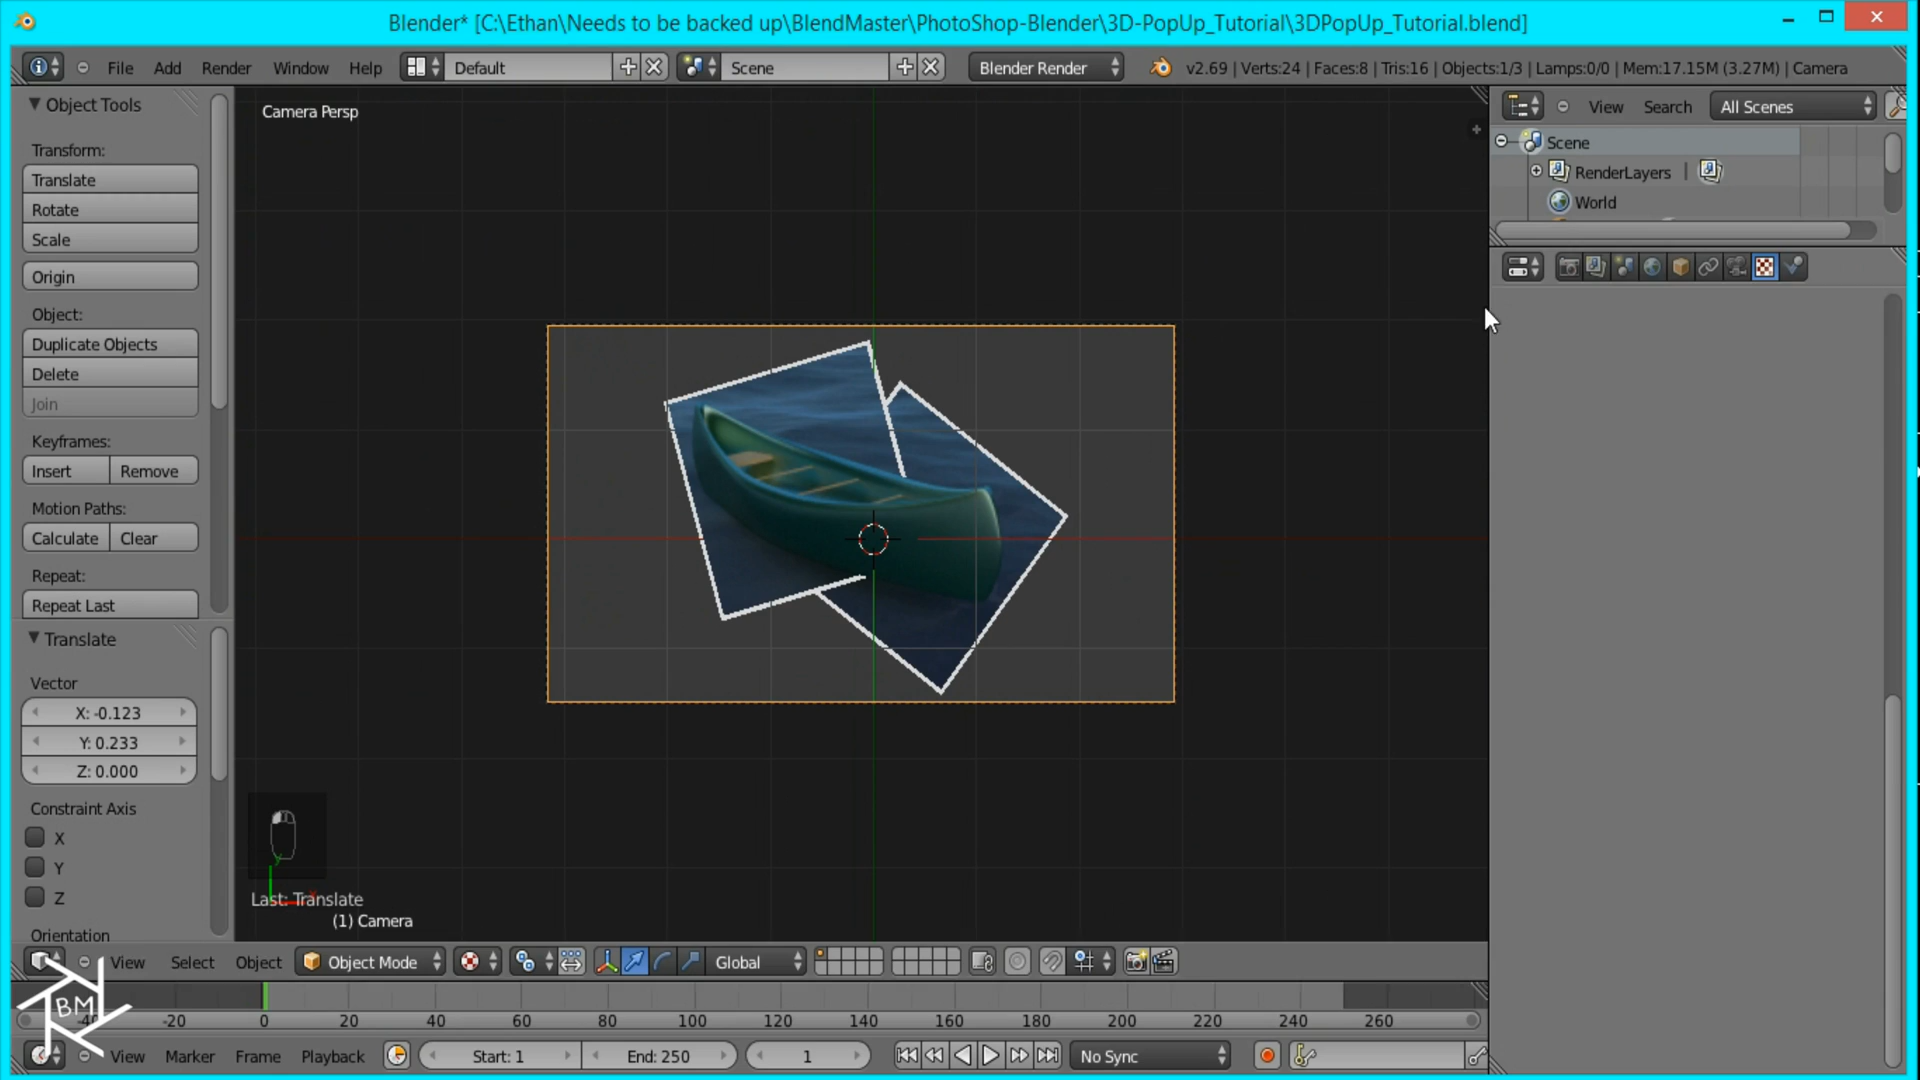 Blender* [C:\Ethan\Needs to be backed up\BlendMaster\PhotoShop-Blender\3D-PopUp_Tutorial\3DPopUp_Tutorial.blend]
File Add Render Window Help Default Scene Blender Render v2.69 | Verts:24 | Faces:8 | Tris:16 | Objects:1/3 | Lamps:0/0 | Mem:17.15M (3.27M) | Camera
Object Tools
Camera Persp
View Search All Scenes
Scene
RenderLayers
World
Transform:
Translate
Rotate
Scale
Origin
Object:
Duplicate Objects
Delete
Join
Keyframes:
Insert Remove
Motion Paths:
Calculate Clear
Repeat:
Repeat Last
Translate
Vector
X: -0.123
Y: 0.233
Z: 0.000
Constraint Axis
X
Y
Z
Orientation
Last: Translate
(1) Camera
View Select Object Object Mode Global
BM
-40 -20 0 20 40 60 80 100 120 140 160 180 200 220 240 260
View Marker Frame Playback Start: 1 End: 250 1 No Sync